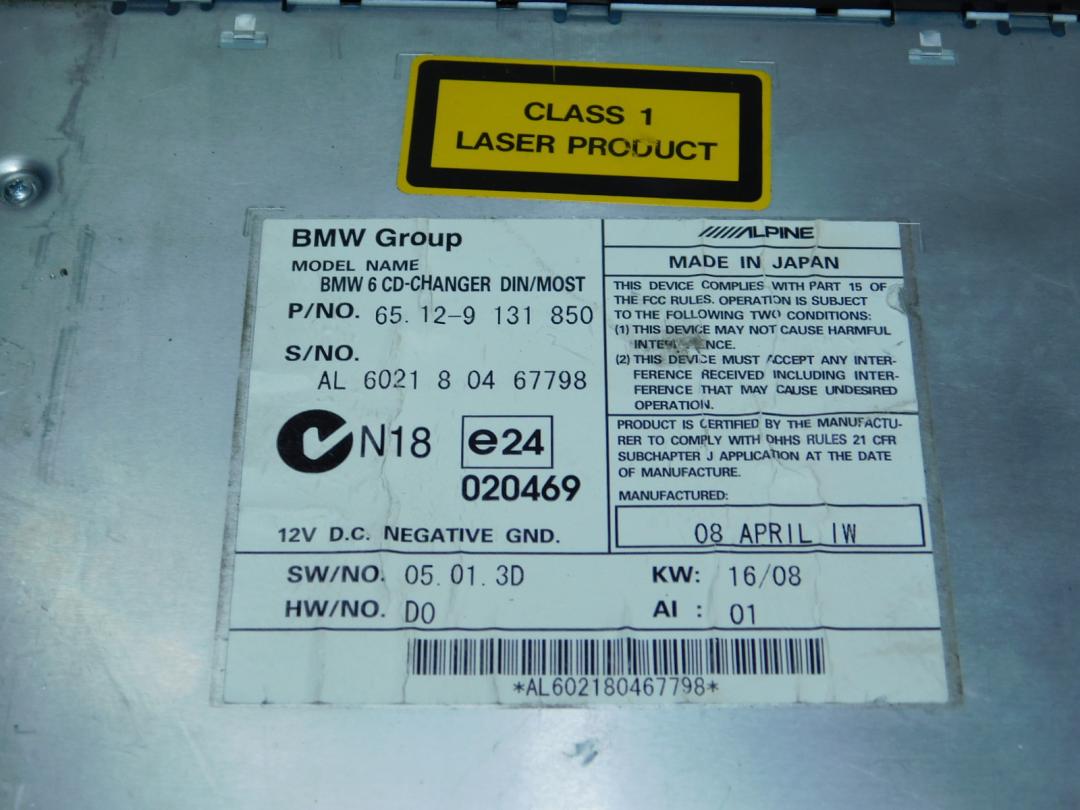 CLASS 1
LASER PRODUCT
BMW Group
MODEL NAME
BMW 6 CD-CHANGER DIN/MOST
P/NO. 65.12-9 131 850
S/NO.
AL 6021 8 04 67798
N18 e24
020469
12V D.C. NEGATIVE GND.
ALPINE
MADE IN JAPAN
THIS DEVICE COMPLIES WITH PART 15 OF
THE FCC RULES. OPERATION IS SUBJECT
TO THE FOLLOWING TWO CONDITIONS:
(1) THIS DEVICE MAY NOT CAUSE HARMFUL
INTERFERENCE.
(2) THIS DEVICE MUST ACCEPT ANY INTER-
FERENCE RECEIVED INCLUDING INTER-
FERENCE THAT MAY CAUSE UNDESIRED
OPERATION.
PRODUCT IS CERTIFIED BY THE MANUFACTU-
RER TO COMPLY WITH DHHS RULES 21 CFR
SUBCHAPTER J APPLICATION AT THE DATE
OF MANUFACTURE.
MANUFACTURED:
08 APRIL IW
SW/NO. 05.01.3D KW: 16/08
HW/NO. D0 AI : 01
*AL602180467798*